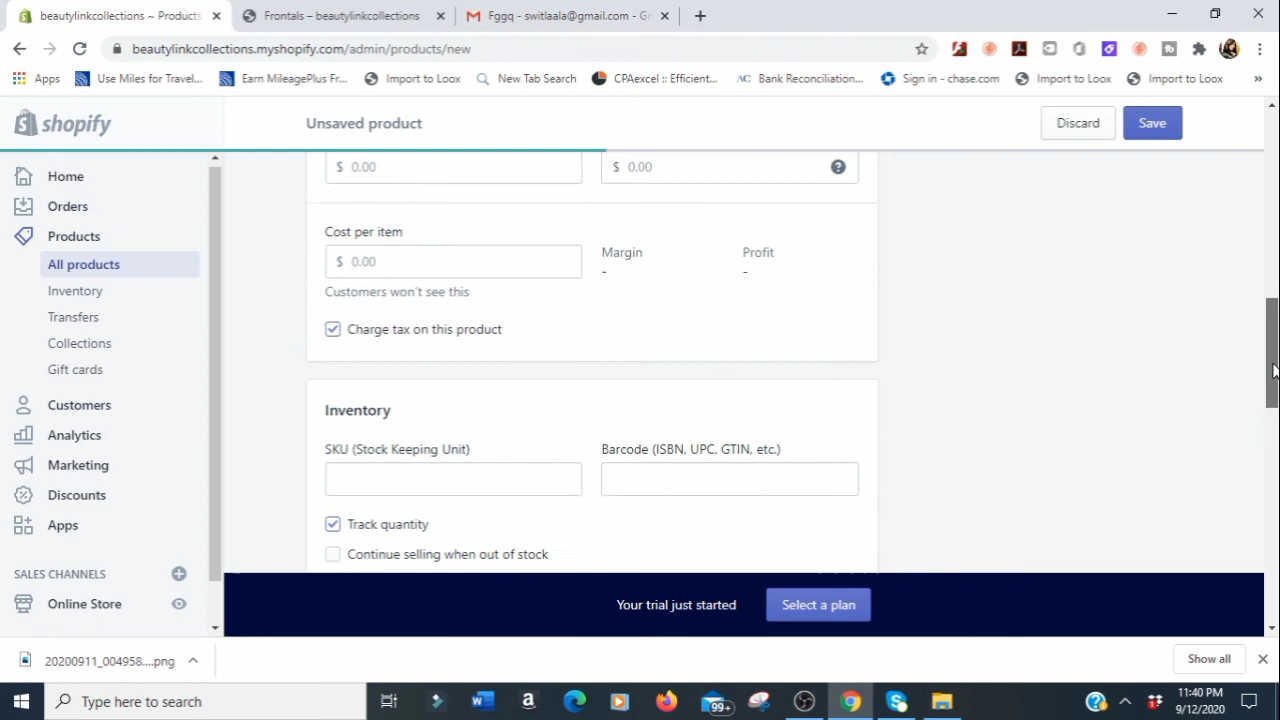 beautylinkcollections ~ Products
Frontals – beautylinkcollections
Fggq - switlaala@gmail.com - Gr
beautylinkcollections.myshopify.com/admin/products/new
Apps
Use Miles for Travel...
Earn MileagePlus Fr...
Import to Loox
New Tab Search
CPAexcel :: Efficient...
AC Bank Reconciliation...
Sign in - chase.com
Import to Loox
Import to Loox
»
shopify
Unsaved product
Discard
Save
Home
Orders
Products
All products
Inventory
Transfers
Collections
Gift cards
Customers
Analytics
Marketing
Discounts
Apps
SALES CHANNELS
Online Store
$ 0.00
$ 0.00
Cost per item
$ 0.00
Margin
-
Profit
-
Customers won't see this
Charge tax on this product
Inventory
SKU (Stock Keeping Unit)
Barcode (ISBN, UPC, GTIN, etc.)
Track quantity
Continue selling when out of stock
Your trial just started
Select a plan
20200911_004958....png
Show all
Type here to search
99+
11:40 PM
9/12/2020